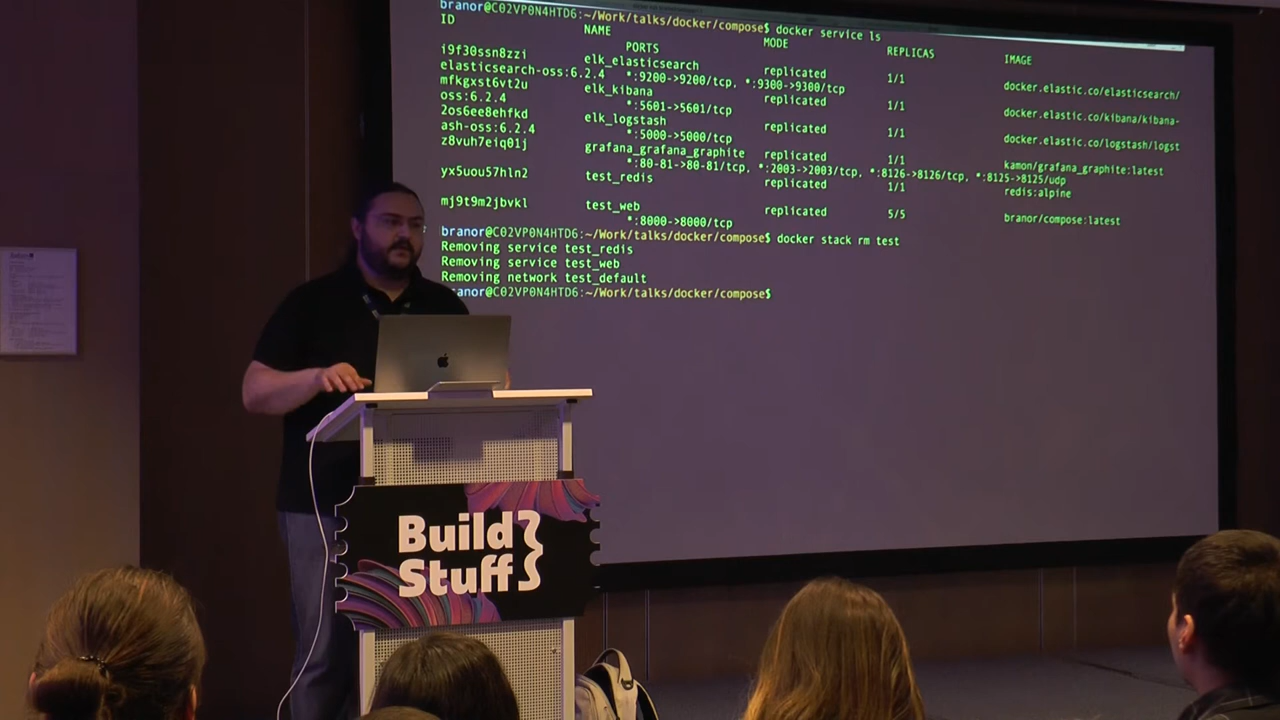 branor@C02VP0N4HTD6:~/Work/talks/docker/compose$ docker service ls
ID NAME MODE REPLICAS IMAGE
PORTS
i9f30ssn8zzi elk_elasticsearch replicated 1/1 docker.elastic.co/elasticsearch/
elasticsearch-oss:6.2.4 *:9200->9200/tcp, *:9300->9300/tcp
mfkgxst6vt2u elk_kibana replicated 1/1 docker.elastic.co/kibana/kibana-
oss:6.2.4 *:5601->5601/tcp
2os6ee8ehfkd elk_logstash replicated 1/1 docker.elastic.co/logstash/logst
ash-oss:6.2.4 *:5000->5000/tcp
z8vuh7eiq01j grafana_grafana_graphite replicated 1/1 kamon/grafana_graphite:latest
*:80-81->80-81/tcp, *:2003->2003/tcp, *:8126->8126/tcp, *:8125->8125/udp
yx5uou57hln2 test_redis replicated 1/1 redis:alpine
mj9t9m2jbvkl test_web replicated 5/5 branor/compose:latest
*:8000->8000/tcp
branor@C02VP0N4HTD6:~/Work/talks/docker/compose$ docker stack rm test
Removing service test_redis
Removing service test_web
Removing network test_default
anor@C02VP0N4HTD6:~/Work/talks/docker/compose$
Build
Stuff